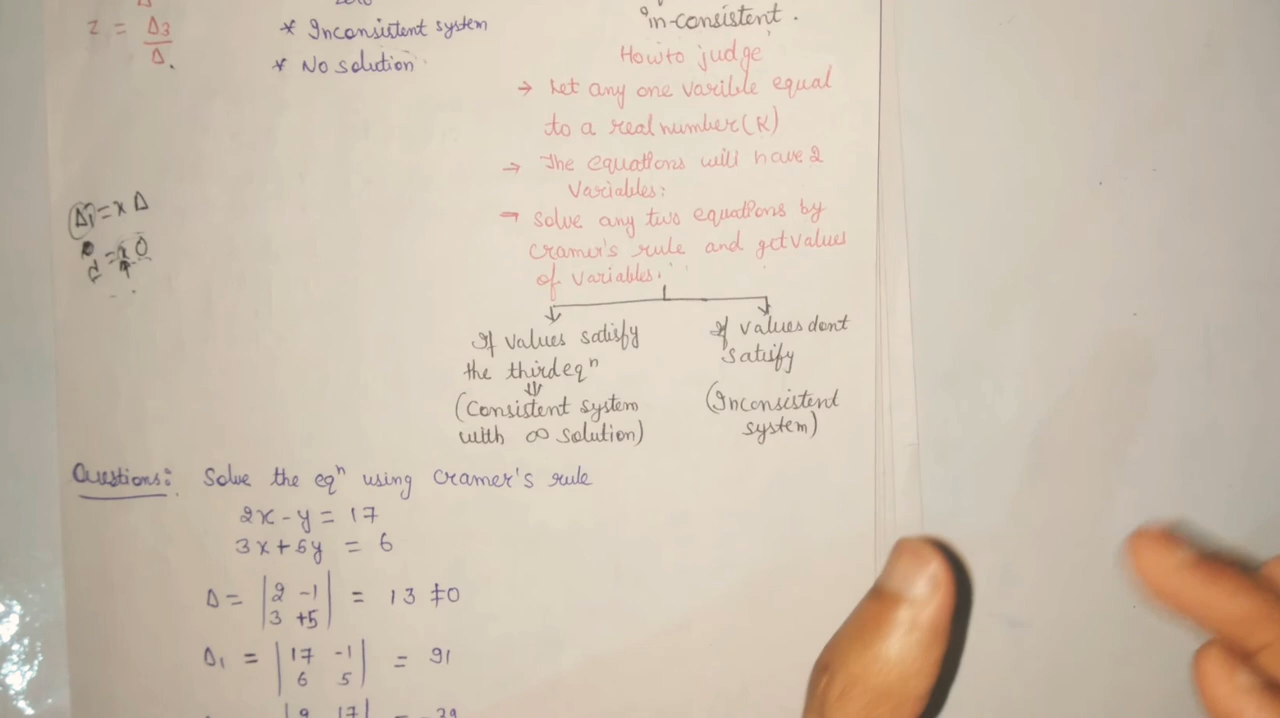 z = Δ3 / Δ
* Inconsistent system
* No solution
in-consistent.
How to judge
→ Let any one varible equal
to a real number (K)
→ The equations will have 2
Variables:
→ Solve any two equations by
Cramer's rule and get values
of variables.
If values satisfy
the third eqⁿ
⇓
(Consistent system
with ∞ solution)
If values dont
satisfy
(Inconsistent
system)
Δ1 = x Δ
Questions: Solve the eqⁿ using Cramer's rule
2x - y = 17
3x + 5y = 6
Δ = |2 -1| = 13 ≠ 0
|3 +5|
Δ1 = |17 -1| = 91
|6 5|